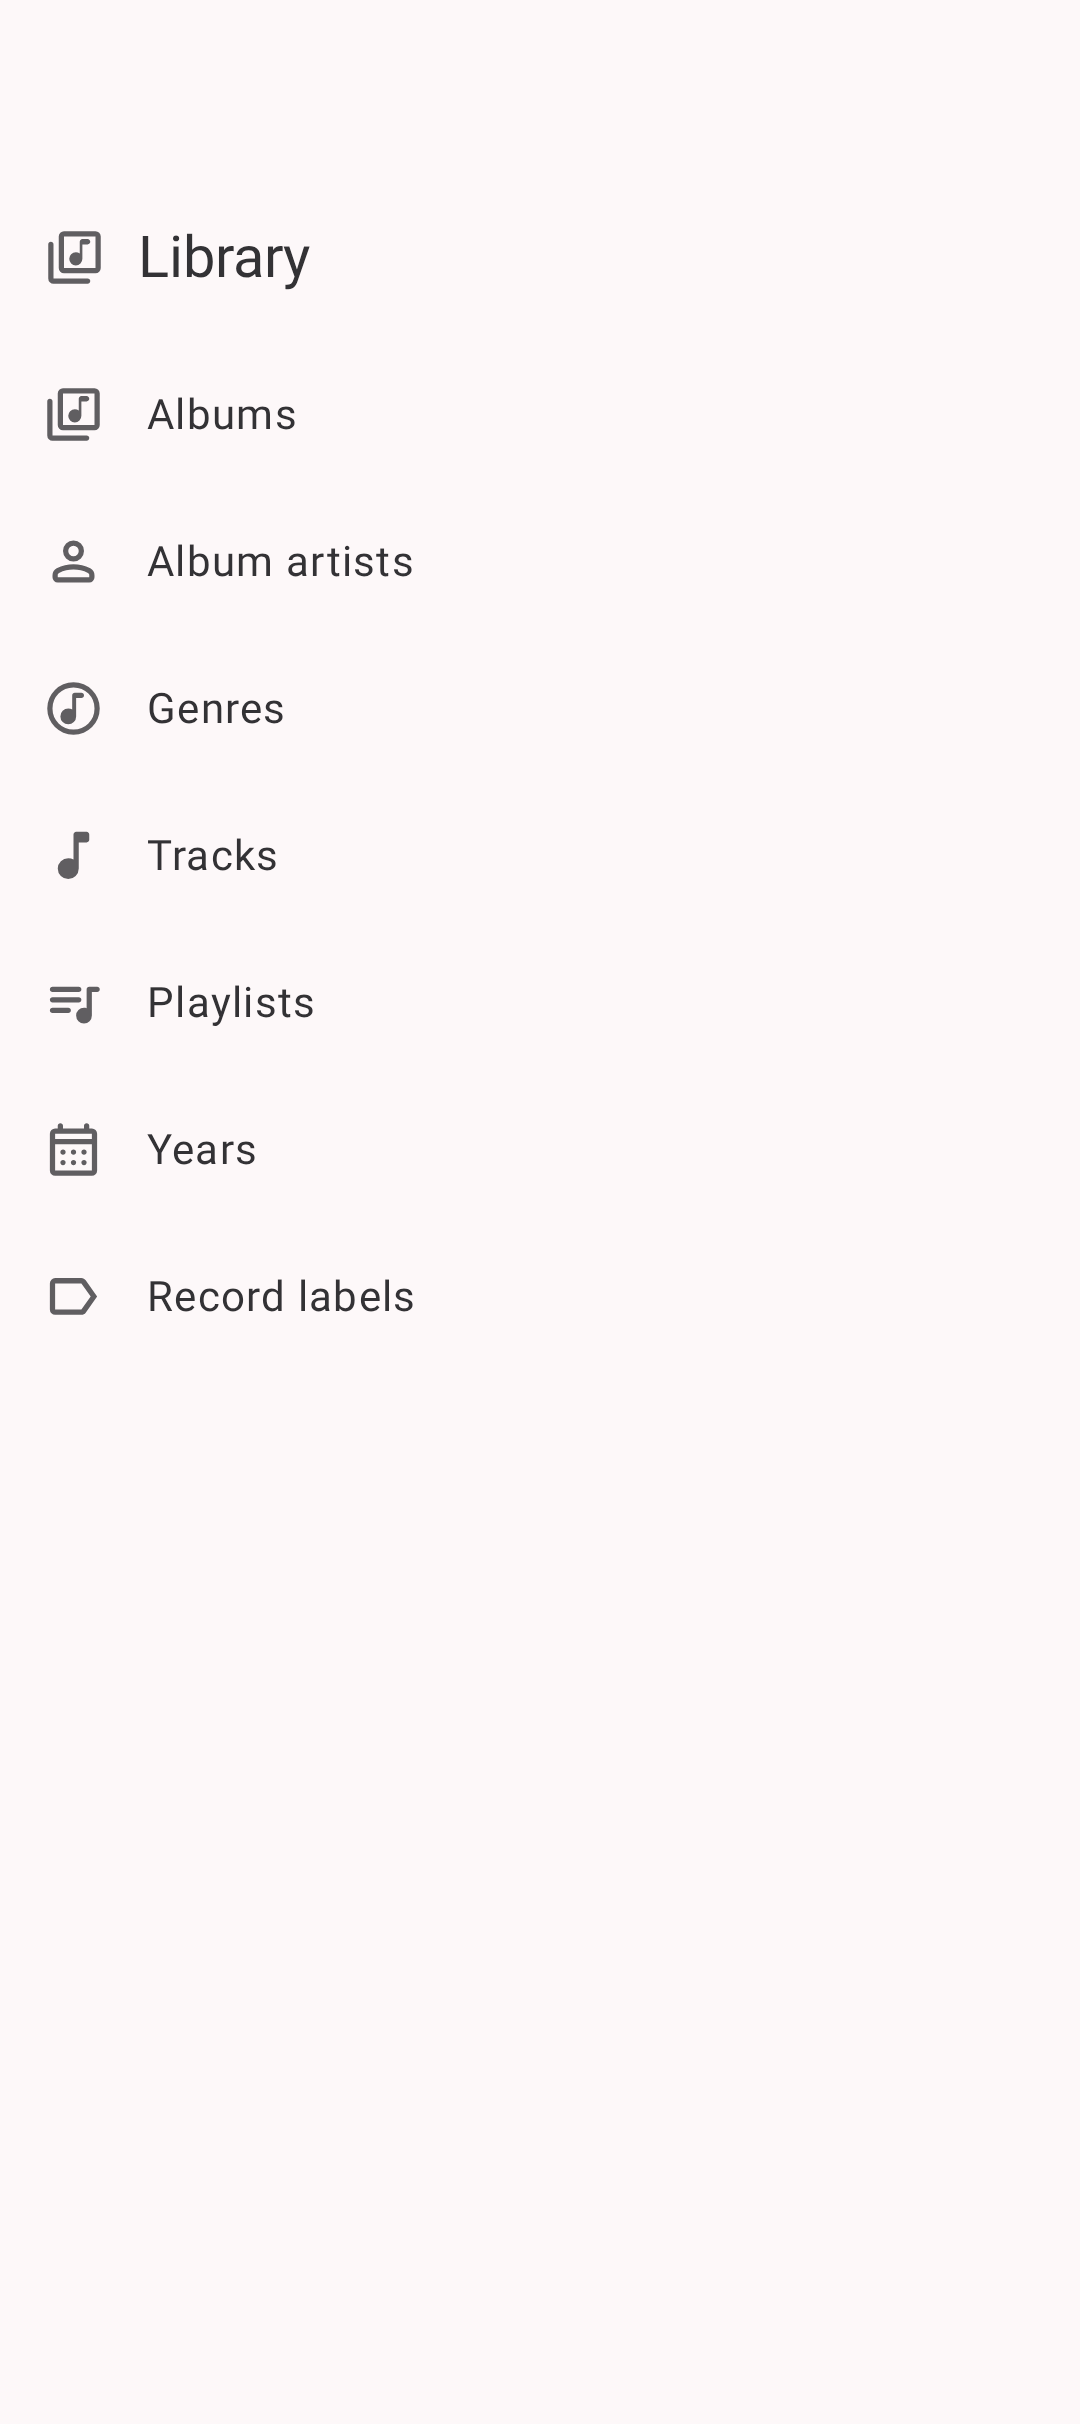 Library
Albums
Album artists
Genres
Tracks
Playlists
Years
Record labels